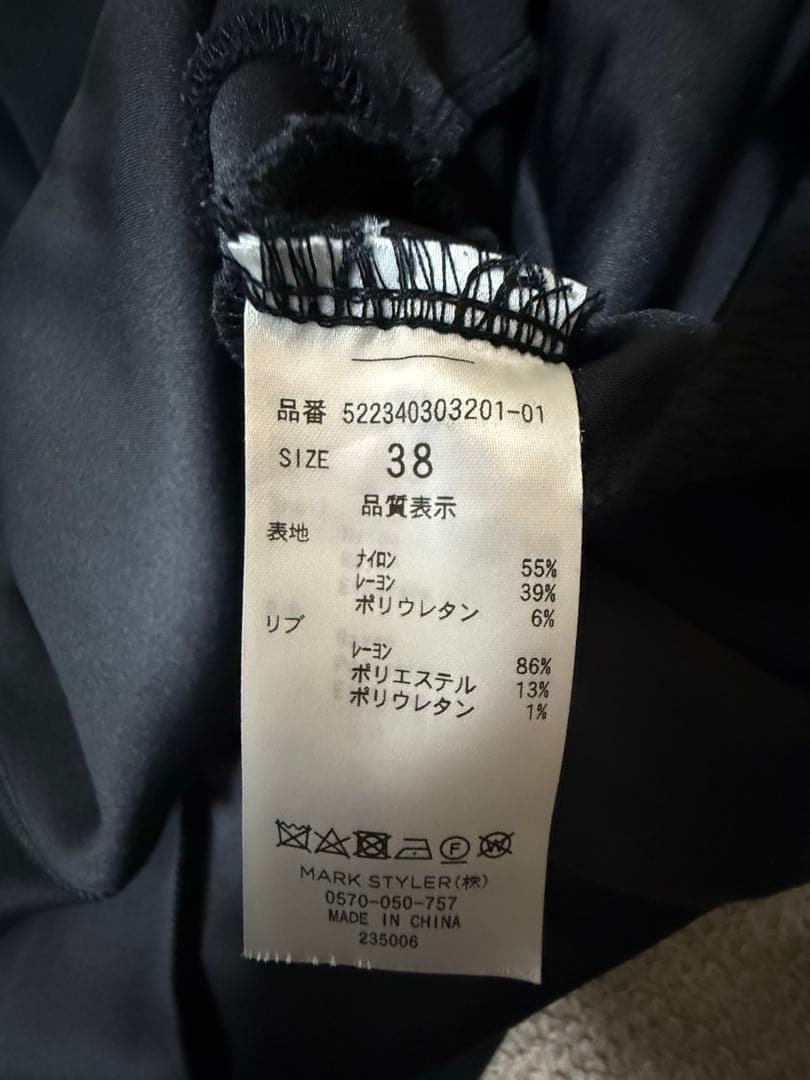 品番 522340303201-01
SIZE 38
品質表示
表地
ナイロン 55%
レーヨン 39%
ポリウレタン 6%
リブ
レーヨン 86%
ポリエステル 13%
ポリウレタン 1%
F W
MARK STYLER(株)
0570-050-757
MADE IN CHINA
235006